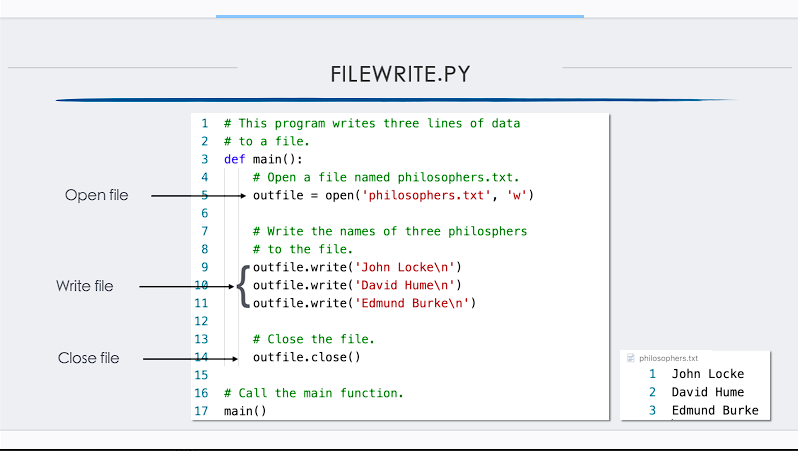 FILEWRITE.PY
1 # This program writes three lines of data
2 # to a file.
3 def main():
4 # Open a file named philosophers.txt.
Open file
5 outfile = open('philosophers.txt', 'w')
6
7 # Write the names of three philosphers
8 # to the file.
9 outfile.write('John Locke\n')
Write file
10 outfile.write('David Hume\n')
11 outfile.write('Edmund Burke\n')
12
13 # Close the file.
Close file
14 outfile.close()
15
16 # Call the main function.
17 main()
philosophers.txt
1 John Locke
2 David Hume
3 Edmund Burke